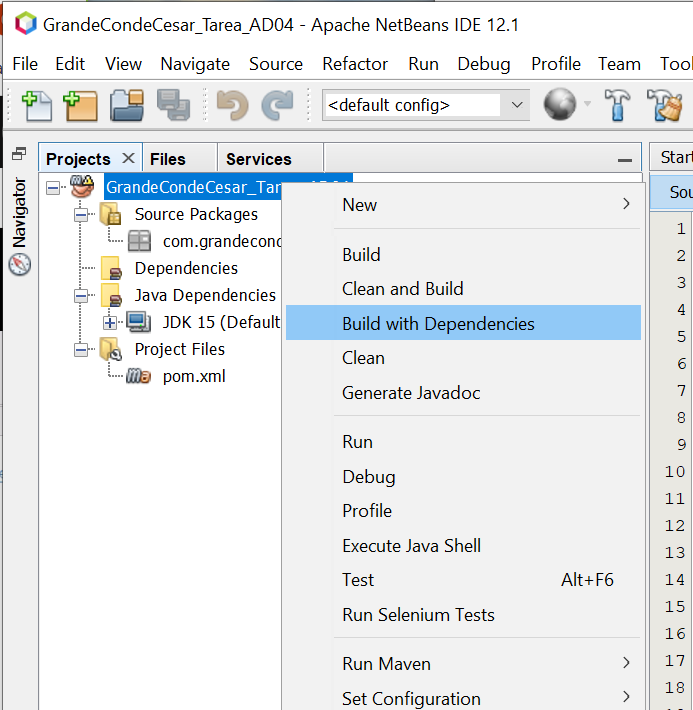 GrandeCondeCesar_Tarea_AD04 - Apache NetBeans IDE 12.1
File Edit View Navigate Source Refactor Run Debug Profile Team Tool
<default config>
Projects Files Services
Start
Navigator
GrandeCondeCesar_Tarea_AD04
Sou
Source Packages
com.grandecond
Dependencies
Java Dependencies
JDK 15 (Default
Project Files
pom.xml
New
Build
Clean and Build
Build with Dependencies
Clean
Generate Javadoc
Run
Debug
Profile
Execute Java Shell
Test Alt+F6
Run Selenium Tests
Run Maven
Set Configuration
1
2
3
4
5
6
7
8
9
10
11
12
13
14
15
16
17
18